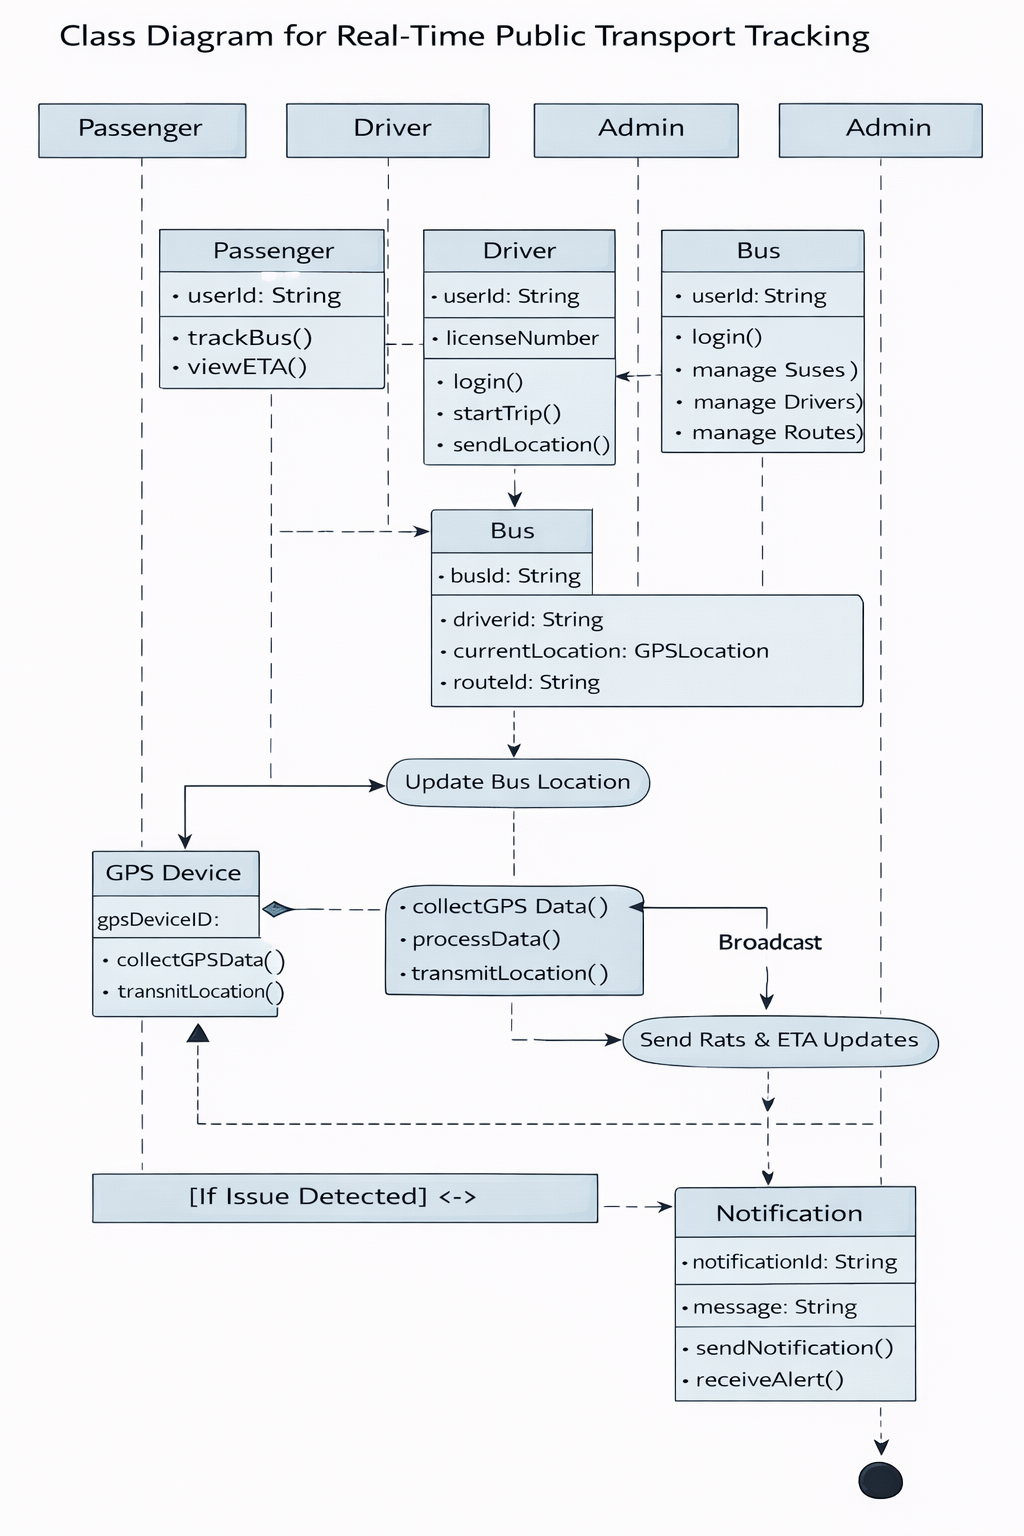 Class Diagram for Real-Time Public Transport Tracking
Passenger
Driver
Admin
Admin
Passenger
• userId: String
• trackBus()
• viewETA()
Driver
• userId: String
• licenseNumber
• login()
• startTrip()
• sendLocation()
Bus
• userId: String
• login()
• manage Suses )
• manage Drivers)
• manage Routes)
Bus
• busId: String
• driverid: String
• currentLocation: GPSLocation
• routeId: String
Update Bus Location
GPS Device
gpsDeviceID:
• collectGPSData()
• transnitLocation()
• collectGPS Data()
• processData()
• transmitLocation()
Broadcast
Send Rats & ETA Updates
[If Issue Detected] <->
Notification
• notificationId: String
• message: String
• sendNotification()
• receiveAlert()